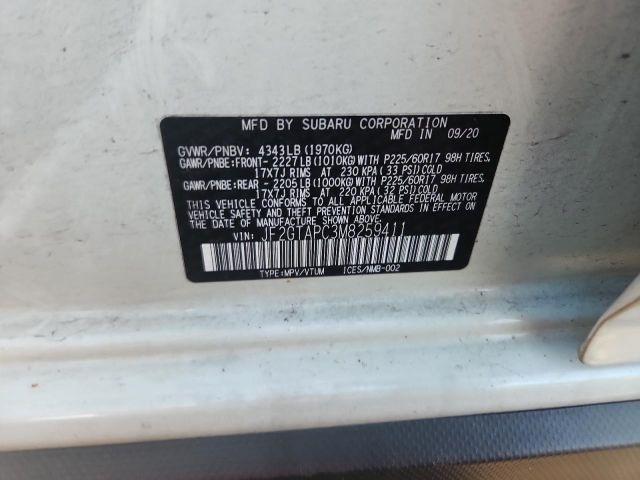 MFD BY SUBARU CORPORATION
MFD IN 09/20
GVWR/PNBV: 4343LB (1970KG)
GAWR/PNBE:FRONT- 2227LB(1010KG)WITH P225/60R17 98H TIRES,
17X7J RIMS AT 230 KPA (33 PSI)COLD
GAWR/PNBE:REAR - 2205LB(1000KG)WITH P225/60R17 98H TIRES,
17X7J RIMS AT 220 KPA (32 PSI)COLD
THIS VEHICLE CONFORMS TO ALL APPLICABLE FEDERAL MOTOR
VEHICLE SAFETY, BUMPER, AND THEFT PREVENTION
STANDARDS IN EFFECT ON THE DATE OF
MANUFACTURE SHOWN ABOVE.
VIN: JF2GTAPC3M8259411
TYPE:MPV/VTUM ICES/NMB-002